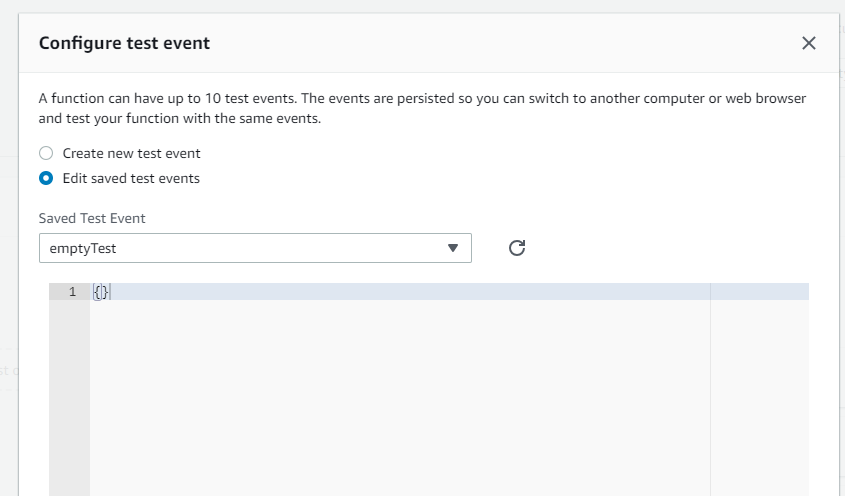 Configure test event
A function can have up to 10 test events. The events are persisted so you can switch to another computer or web browser
and test your function with the same events.
Create new test event
Edit saved test events
Saved Test Event
emptyTest
1 {}